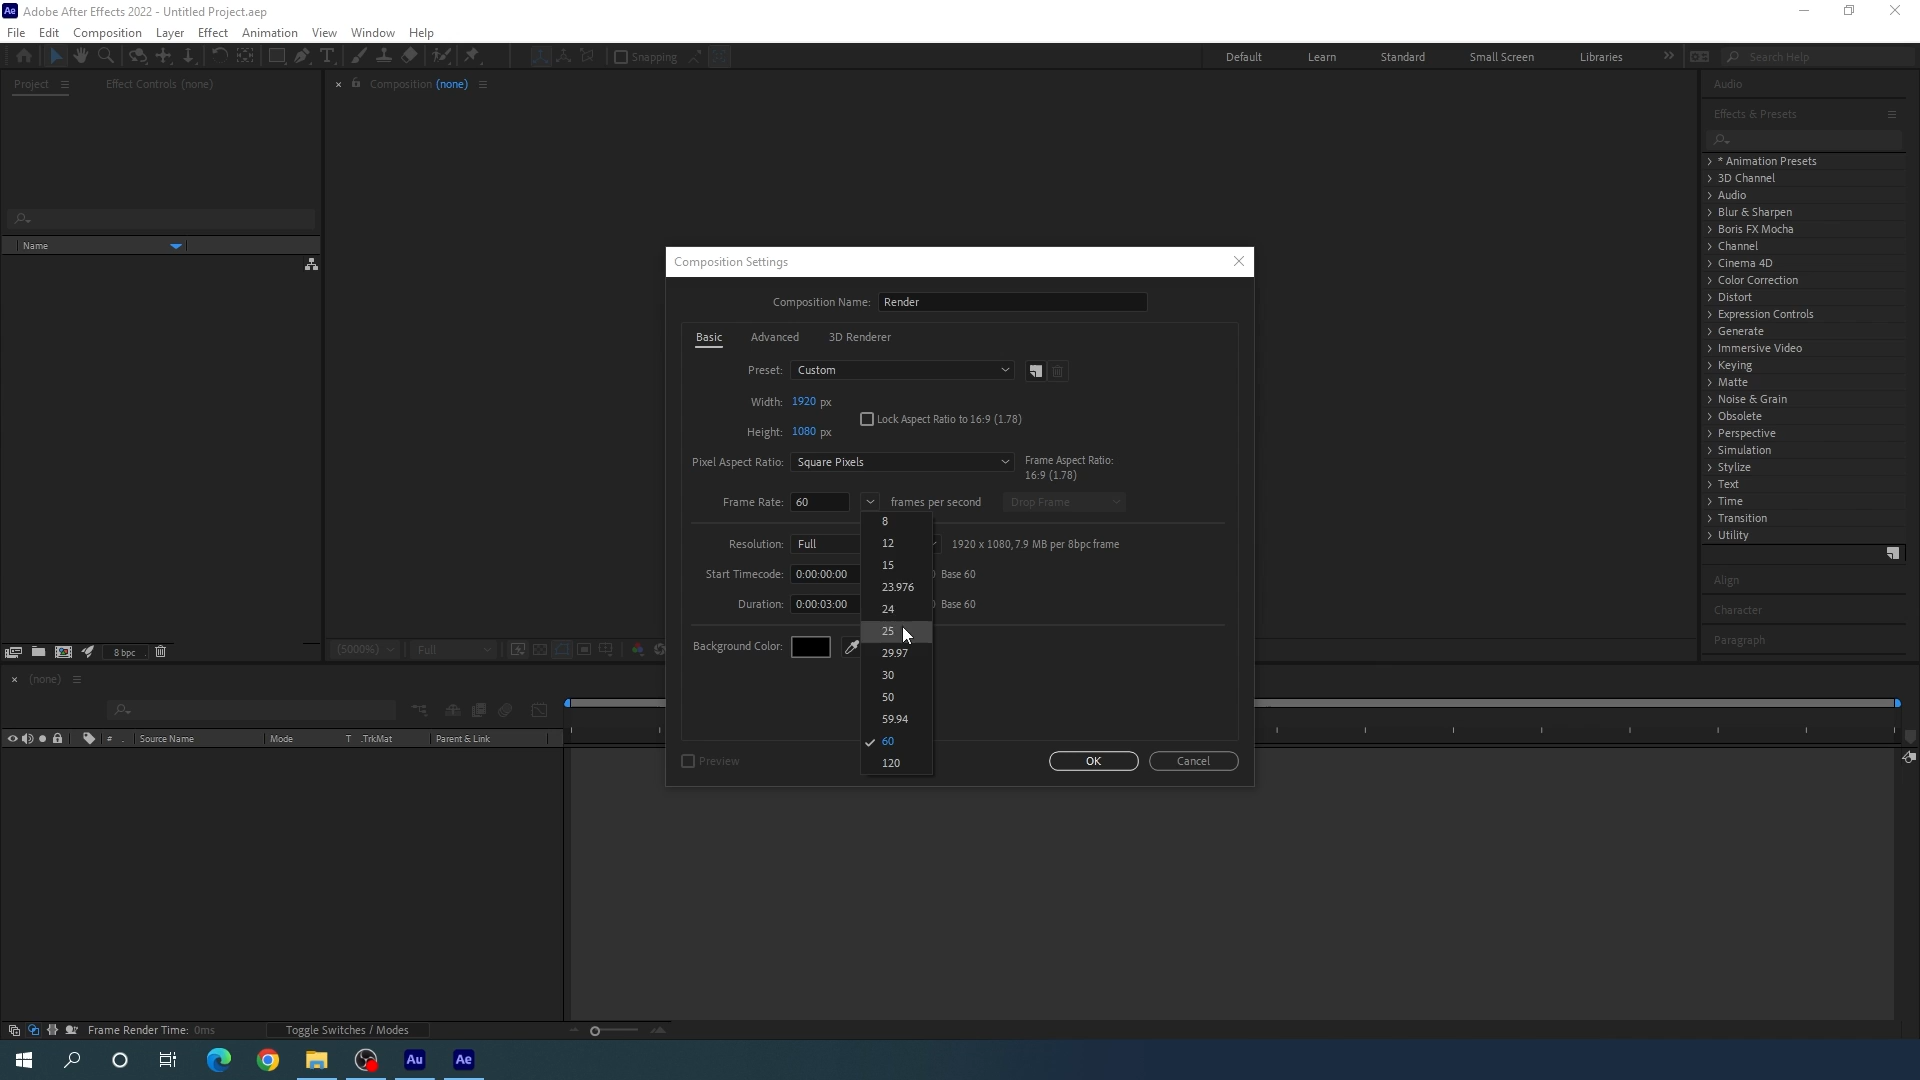 Ae Adobe After Effects 2022 - Untitled Project.aep
File Edit Composition Layer Effect Animation View Window Help
Snapping Default Learn Standard Small Screen Libraries Search Help
Project Effect Controls (none)
Composition (none)
Audio
Effects & Presets
Name
* Animation Presets
3D Channel
Audio
Blur & Sharpen
Boris FX Mocha
Channel
Cinema 4D
Color Correction
Distort
Expression Controls
Generate
Immersive Video
Keying
Matte
Noise & Grain
Obsolete
Perspective
Simulation
Stylize
Text
Time
Transition
Utility
Align
Character
Paragraph
Composition Settings
Composition Name: Render
Basic Advanced 3D Renderer
Preset: Custom
Width: 1920 px
Lock Aspect Ratio to 16:9 (1.78)
Height: 1080 px
Pixel Aspect Ratio: Square Pixels
Frame Aspect Ratio:
16:9 (1.78)
Frame Rate: 60 frames per second Drop Frame
8
12
15
23.976
24
25
29.97
30
50
59.94
60
120
Resolution: Full 1920 x 1080, 7.9 MB per 8bpc frame
Start Timecode: 0:00:00:00 Base 60
Duration: 0:00:03:00 Base 60
Background Color:
Preview OK Cancel
8 bpc
(5000%) Full
(none)
# Source Name Mode T .TrkMat Parent & Link
Frame Render Time: 0ms Toggle Switches / Modes
Au Ae